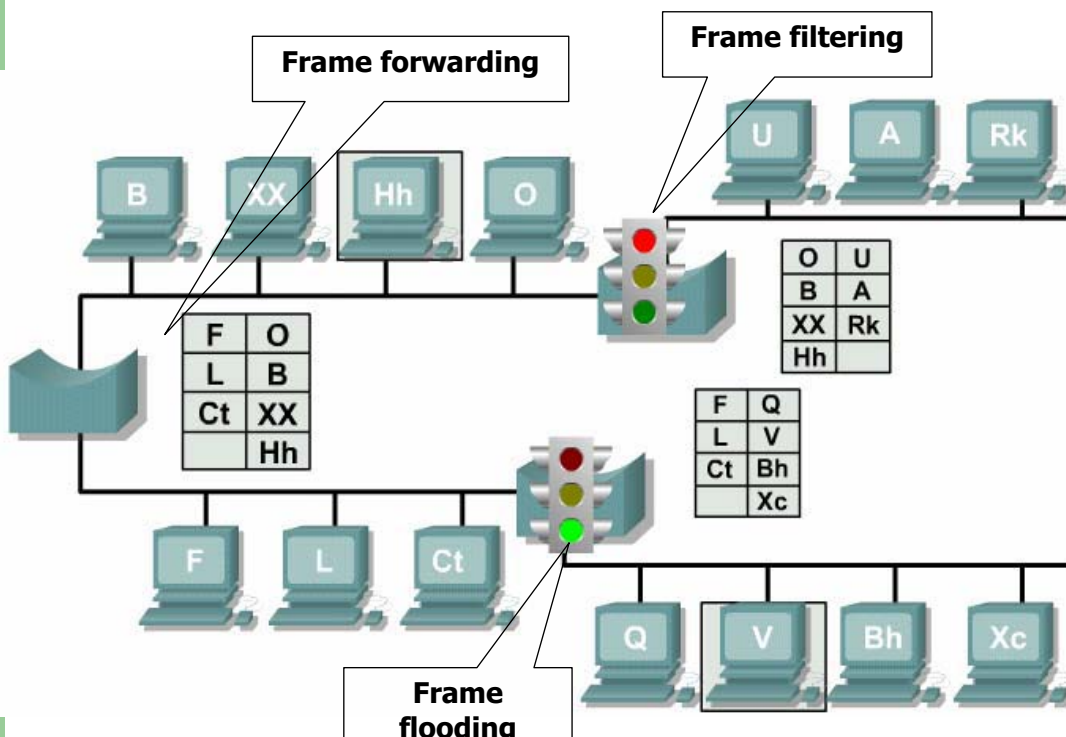 Frame forwarding
Frame filtering
U A Rk
B XX Hh O
O U
B A
XX Rk
Hh
F O
L B
Ct XX
Hh
F Q
L V
Ct Bh
Xc
F L Ct
Q V Bh Xc
Frame
flooding